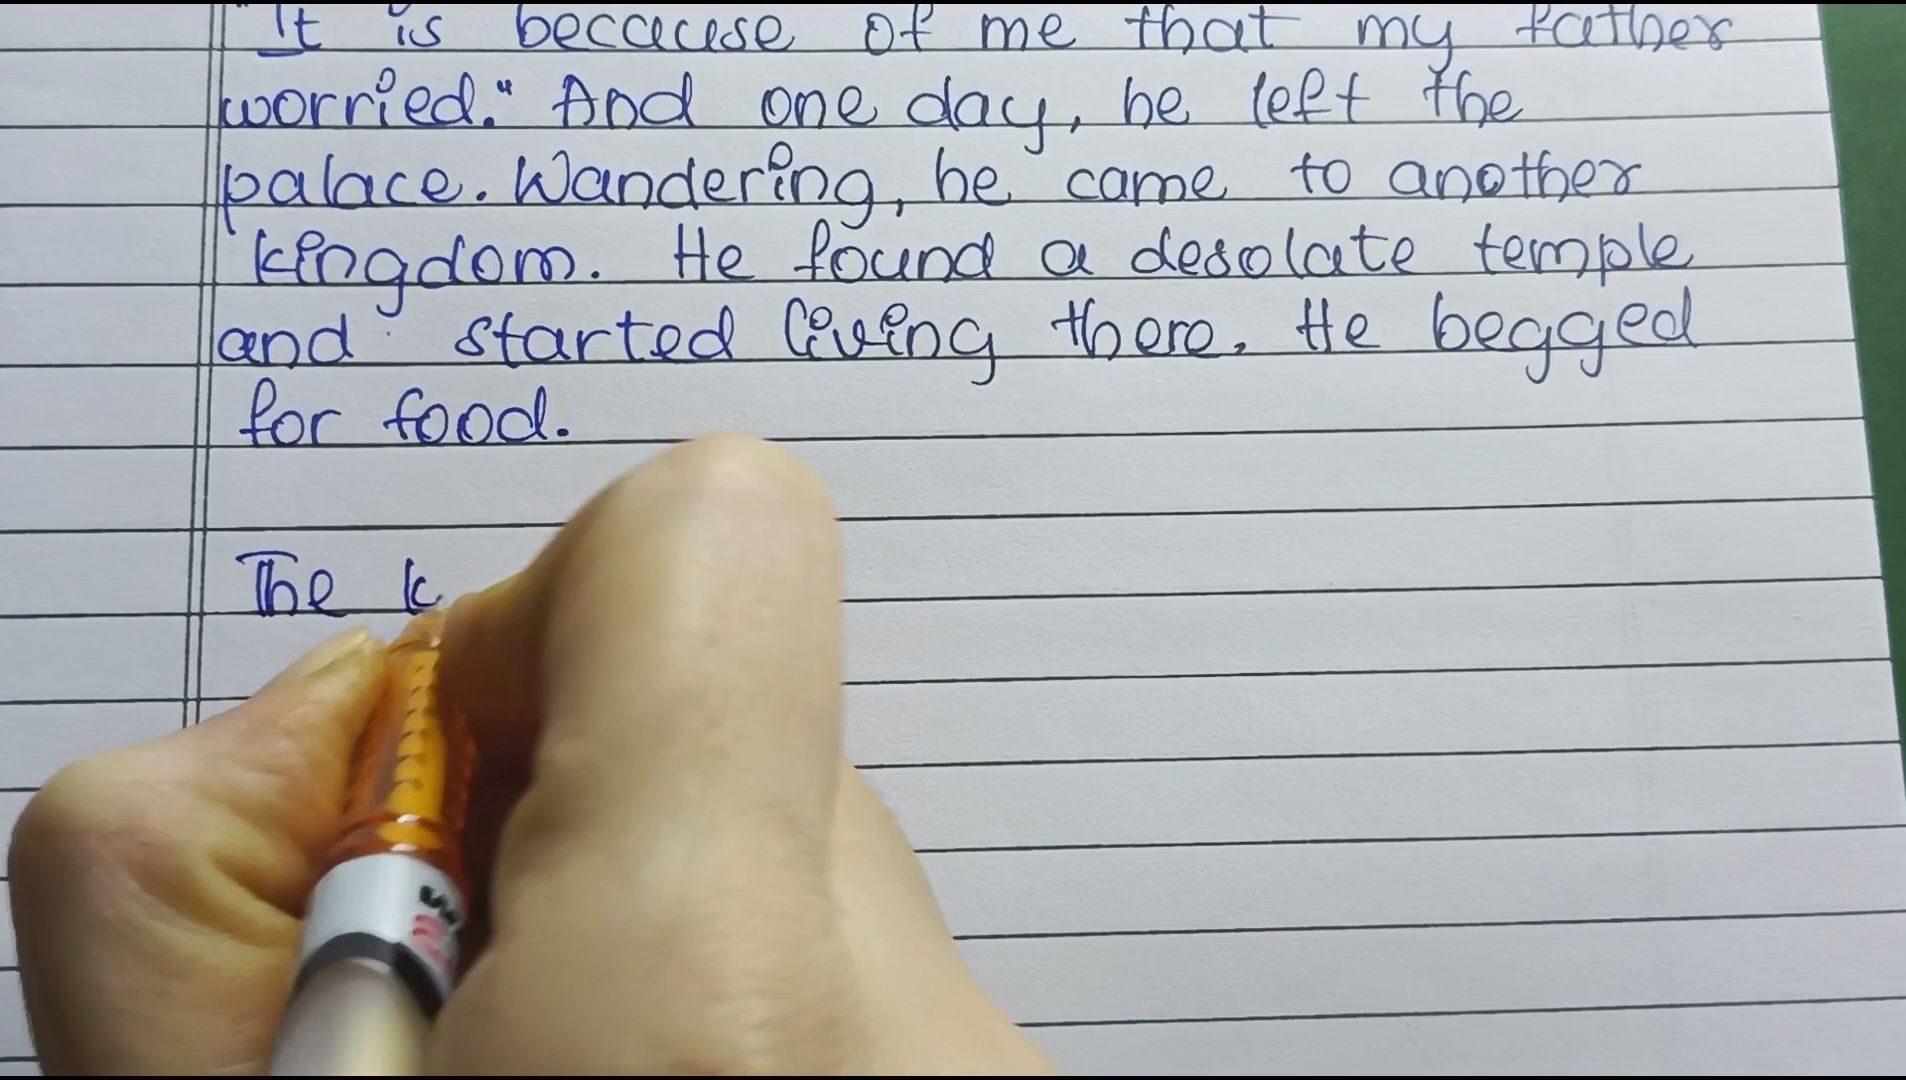 "It is because of me that my father
worried." And one day, he left the
palace. Wandering, he came to another
kingdom. He found a desolate temple
and started living there. He begged
for food.
The k